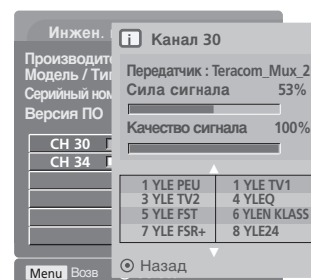 Инжен.
Производит
Модель / Ти
Серийный ном
Версия ПО
CH 30
CH 34
Menu Возв
i Канал 30
Передатчик : Teracom_Mux_2
Сила сигнала 53%
Качество сигнала 100%
1 YLE PEU 1 YLE TV1
3 YLE TV2 4 YLEQ
5 YLE FST 6 YLEN KLASS
7 YLE FSR+ 8 YLE24
Назад